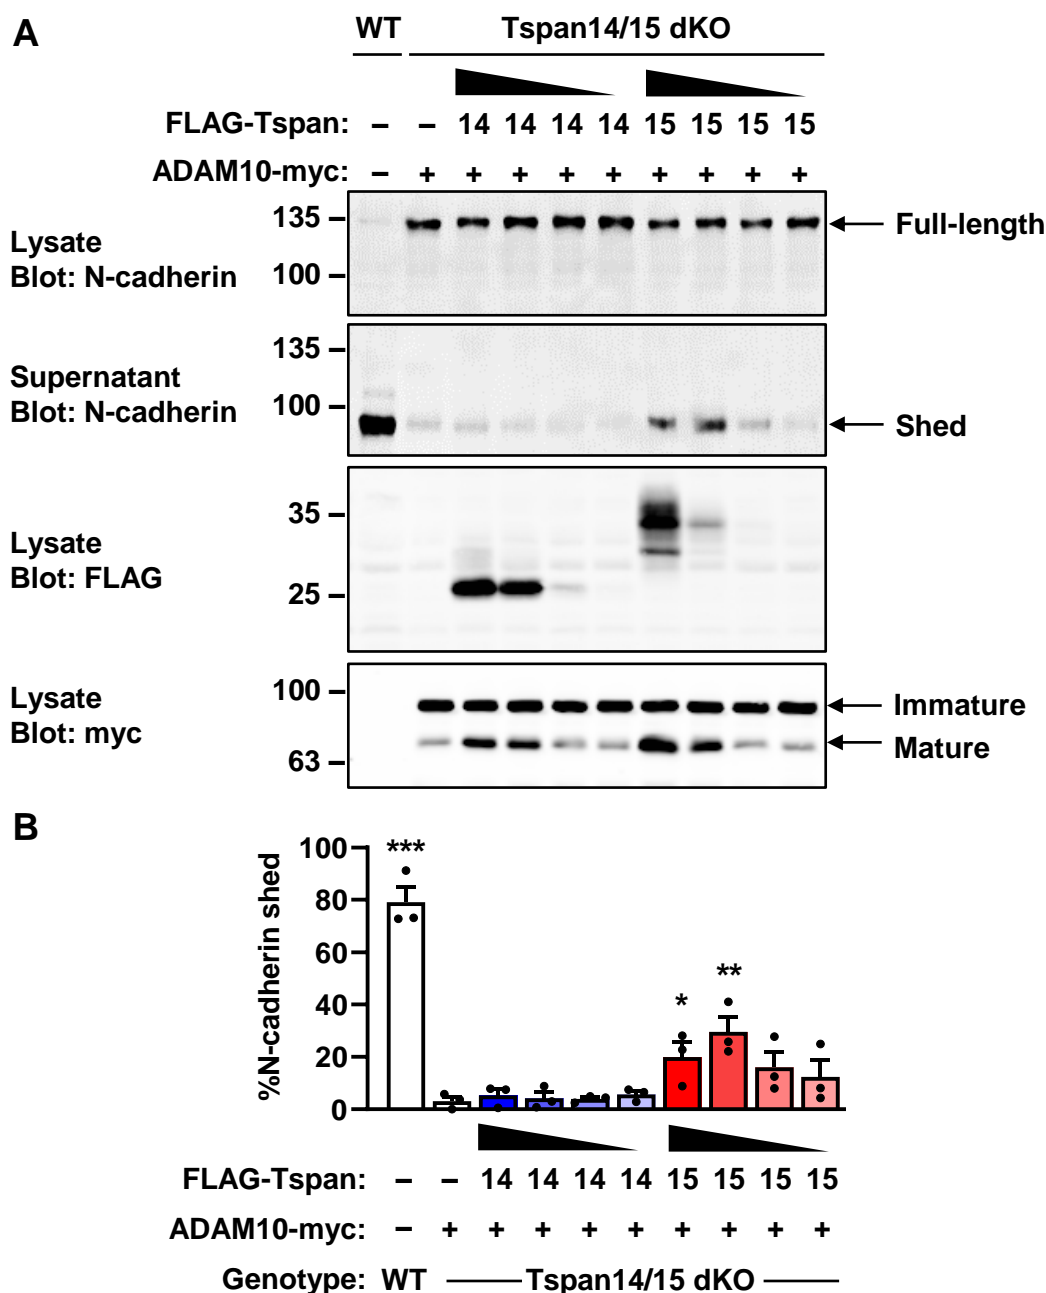 A
WT Tspan14/15 dKO
FLAG-Tspan: – – 14 14 14 14 15 15 15 15
ADAM10-myc: – + + + + + + + + +
Lysate
Blot: N-cadherin
135
100
Full-length
Supernatant
Blot: N-cadherin
135
100
Shed
Lysate
Blot: FLAG
35
25
Lysate
Blot: myc
100
63
Immature
Mature
B
%N-cadherin shed
100
80
60
40
20
0
***
*
**
FLAG-Tspan: – – 14 14 14 14 15 15 15 15
ADAM10-myc: – + + + + + + + + +
Genotype: WT Tspan14/15 dKO